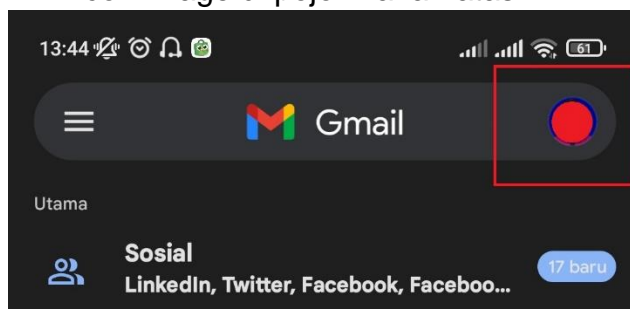 13:44
61
Gmail
Utama
Sosial
LinkedIn, Twitter, Facebook, Faceboo...
17 baru